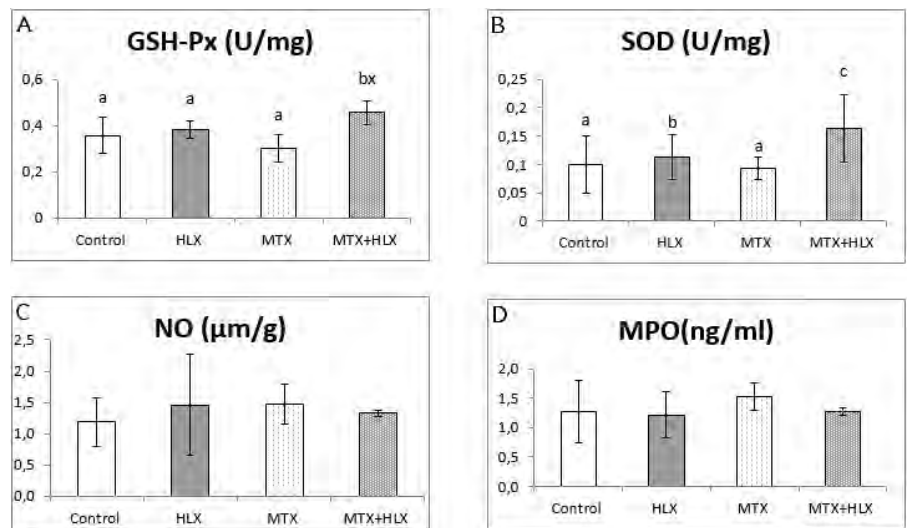 A
GSH-Px (U/mg)
0,6
0,4
0,2
0
a
a
a
bx
Control HLX MTX MTX+HLX
B
SOD (U/mg)
0,25
0,2
0,15
0,1
0,05
0
a
b
a
c
Control HLX MTX MTX+HLX
C
NO (µm/g)
2,5
2,0
1,5
1,0
0,5
0,0
Control HLX MTX MTX+HLX
D
MPO(ng/ml)
2,0
1,5
1,0
0,5
0,0
Control HLX MTX MTX+HLX